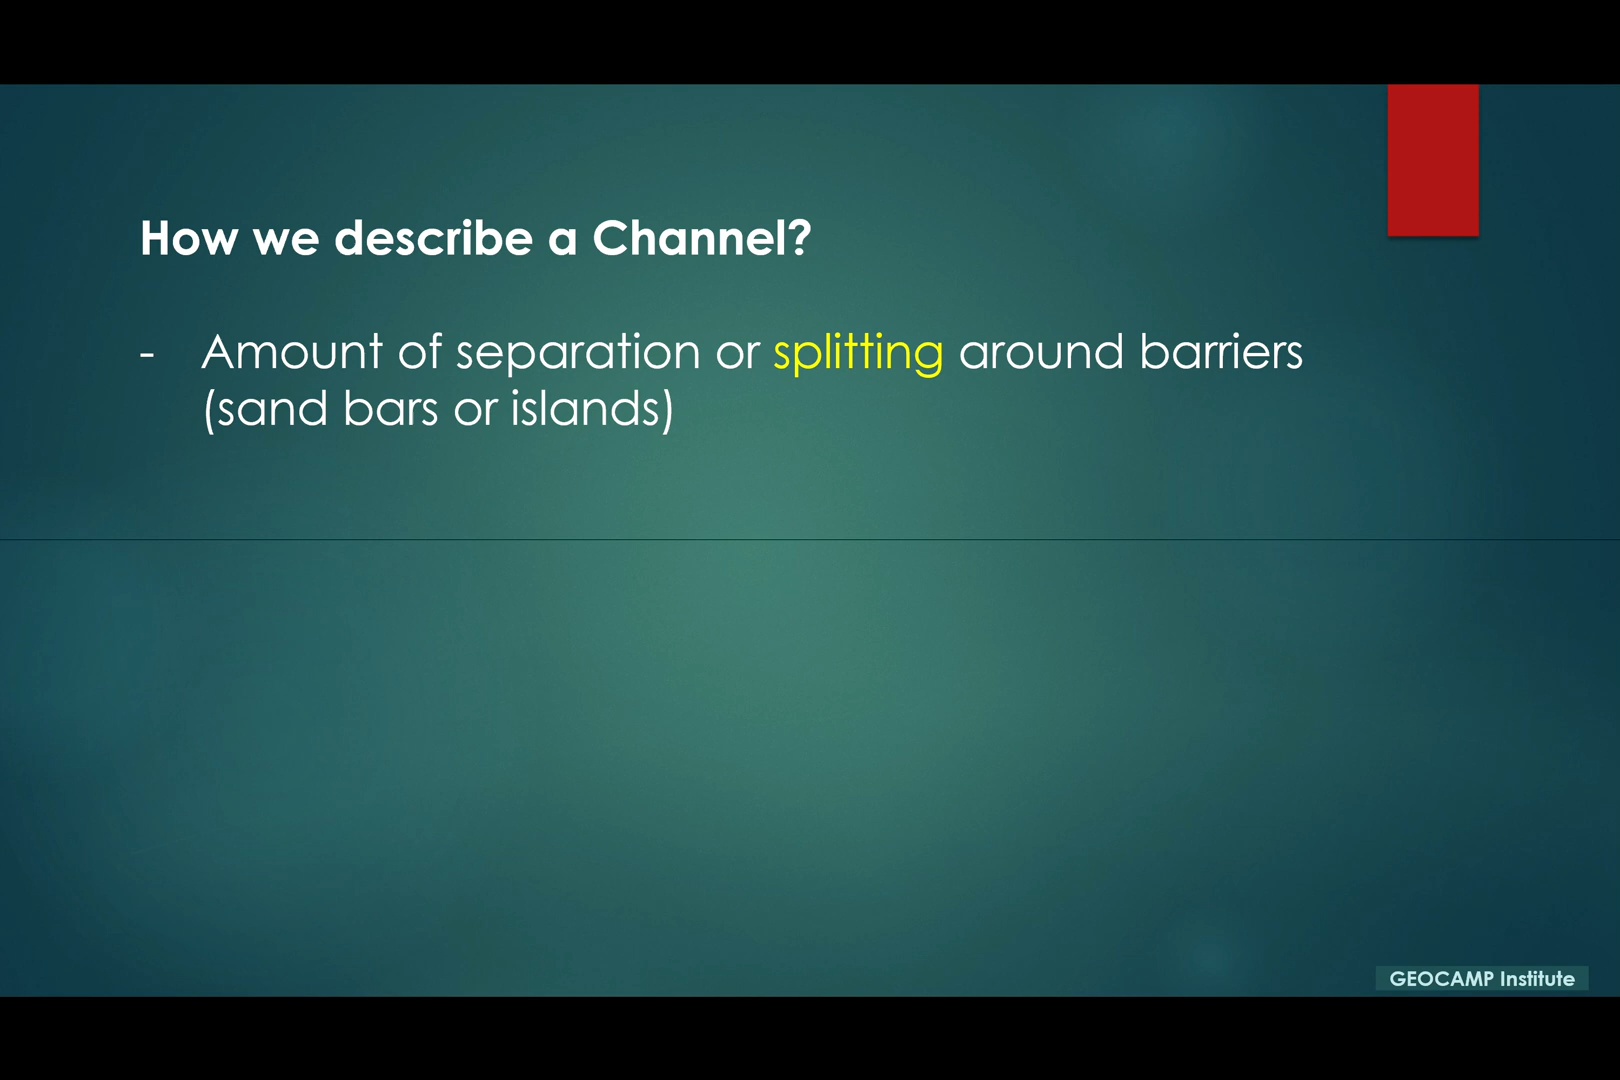 How we describe a Channel?
- Amount of separation or splitting around barriers
(sand bars or islands)
GEOCAMP Institute